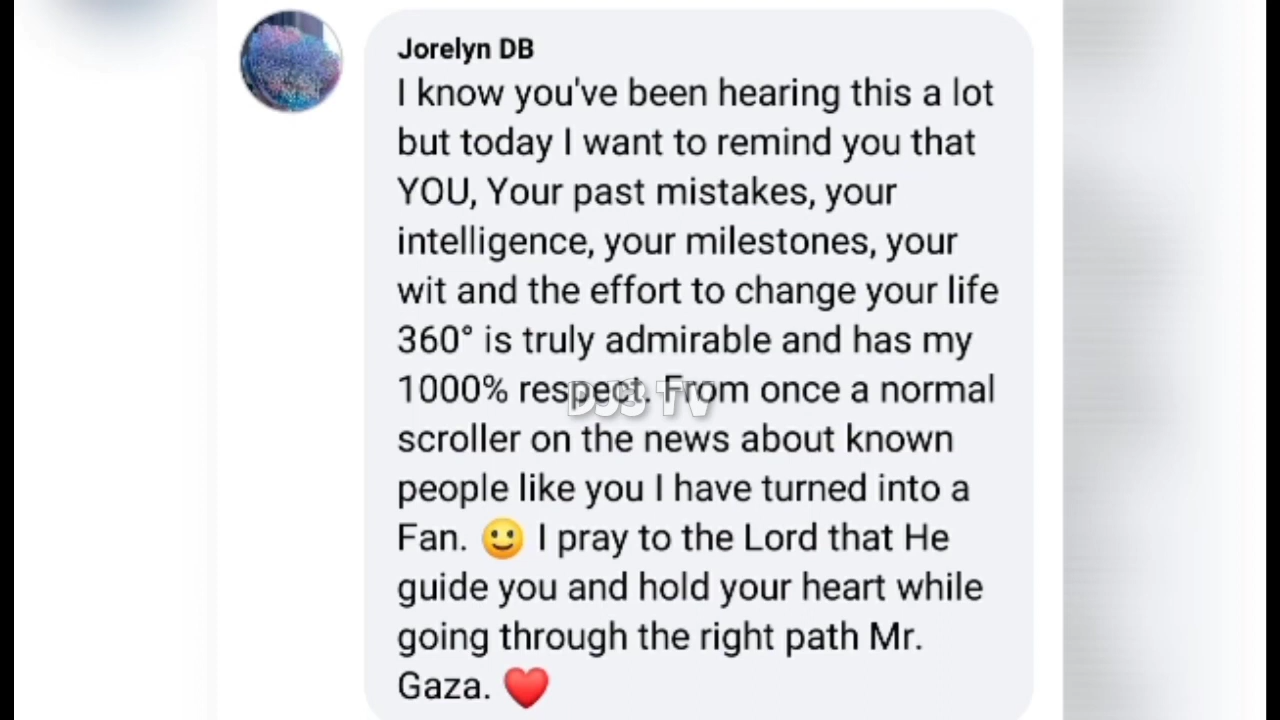 Jorelyn DB
I know you've been hearing this a lot
but today I want to remind you that
YOU, Your past mistakes, your
intelligence, your milestones, your
wit and the effort to change your life
360° is truly admirable and has my
1000% respect. From once a normal
DJS TV
scroller on the news about known
people like you I have turned into a
Fan. 🙂 I pray to the Lord that He
guide you and hold your heart while
going through the right path Mr.
Gaza. ❤️